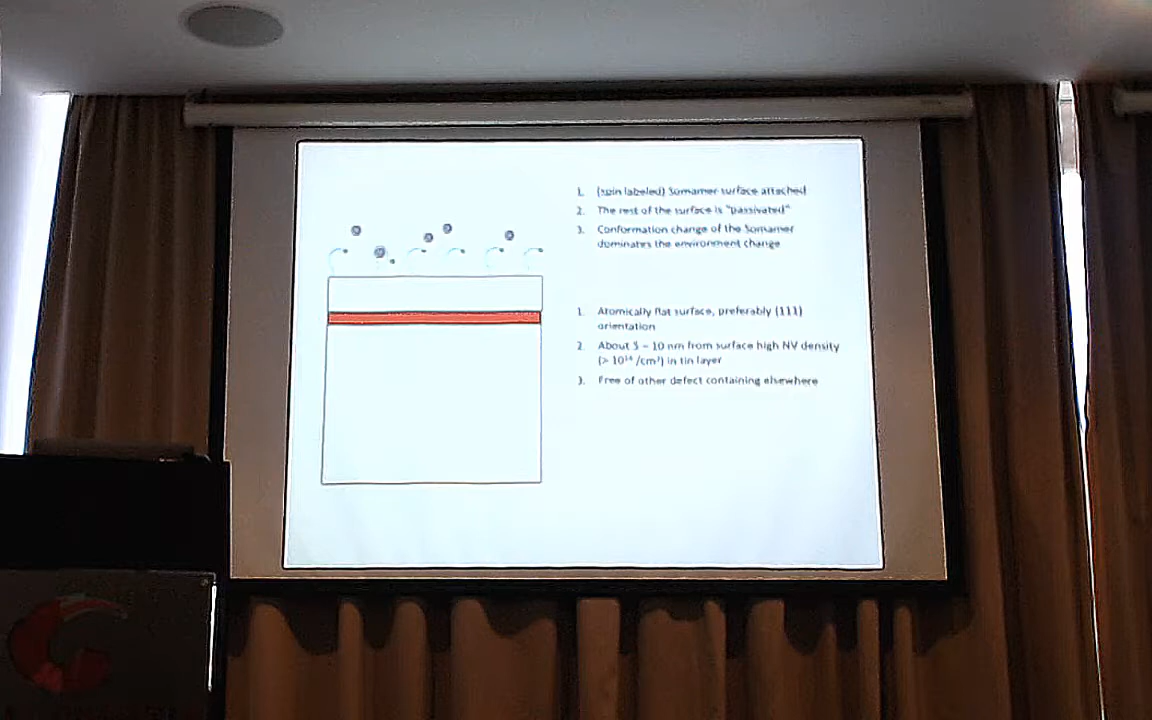 1. (spin labeled) Somamer surface attached
2. The rest of the surface is "passivated"
3. Conformation change of the Somamer
dominates the environment change
1. Atomically flat surface, preferably (111)
orientation
2. About 5 – 10 nm from surface high NV density
(> 10¹⁴ /cm²) in tin layer
3. Free of other defect containing elsewhere